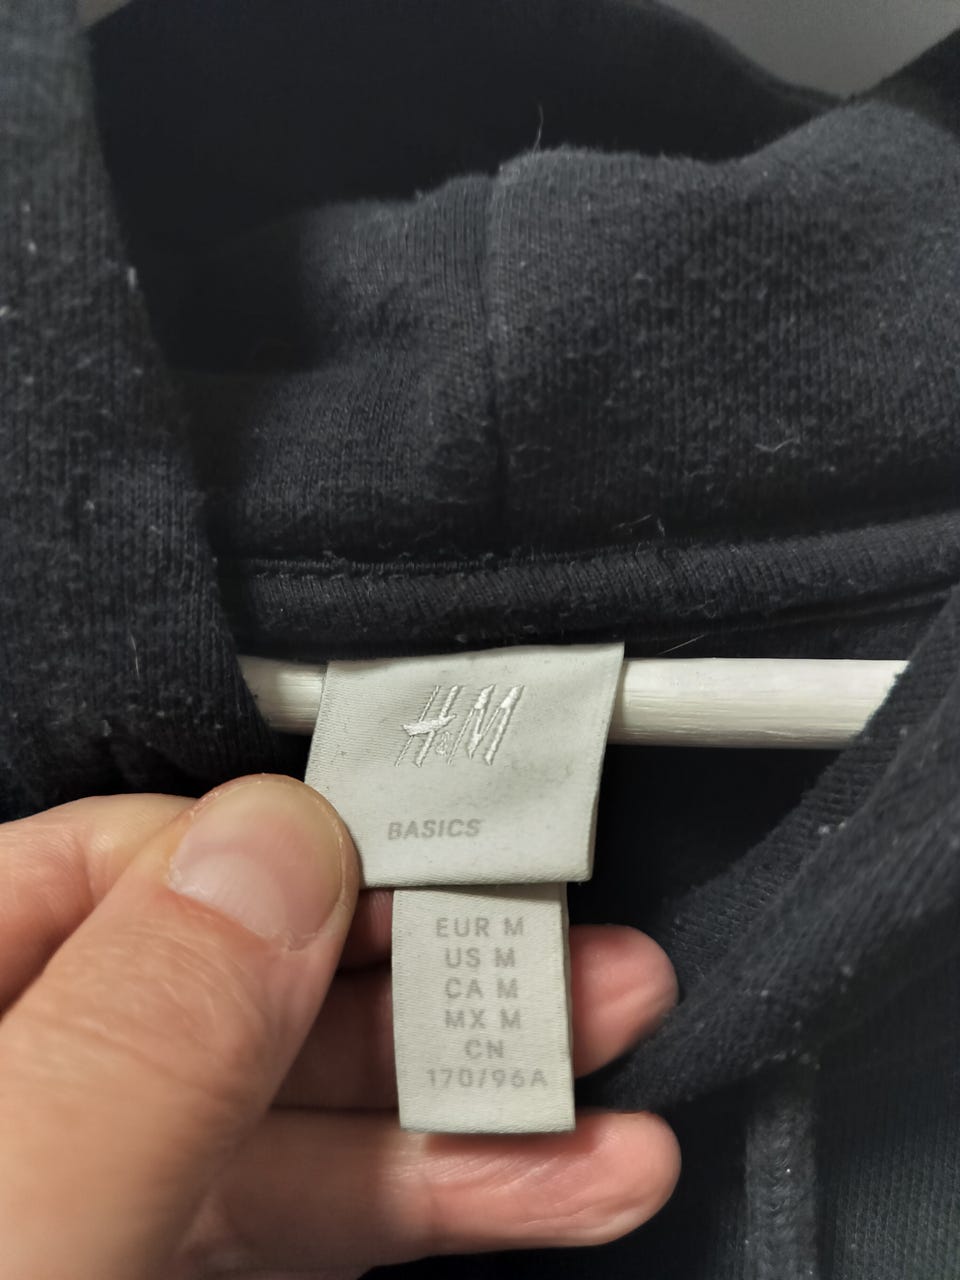 H&M
BASICS
EUR M
US M
CA M
MX M
CN
170/96A